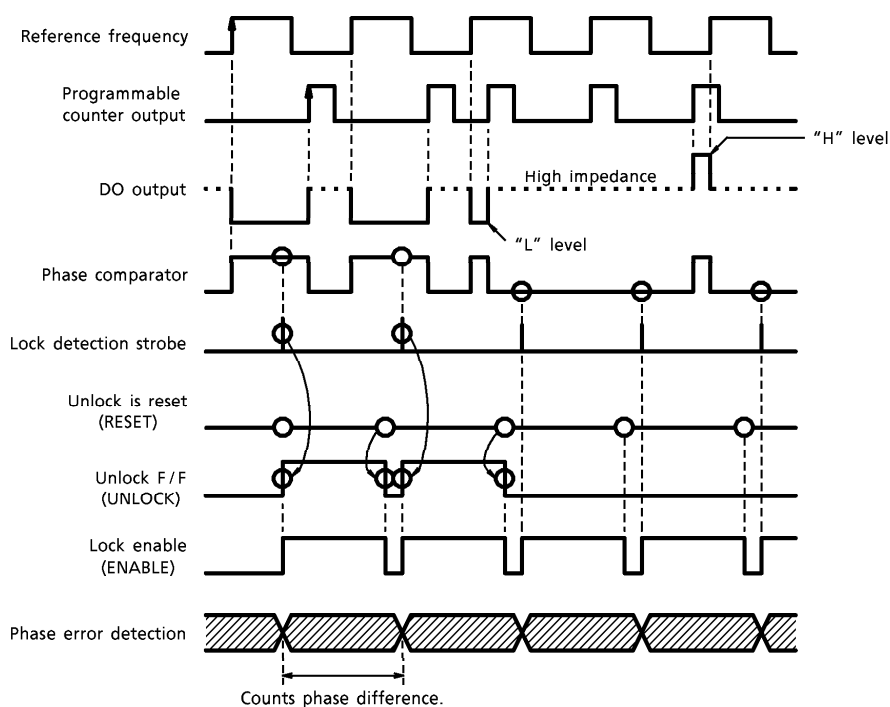 Reference frequency
Programmable
counter output
"H" level
High impedance
DO output
"L" level
Phase comparator
Lock detection strobe
Unlock is reset
(RESET)
Unlock F/F
(UNLOCK)
Lock enable
(ENABLE)
Phase error detection
Counts phase difference.